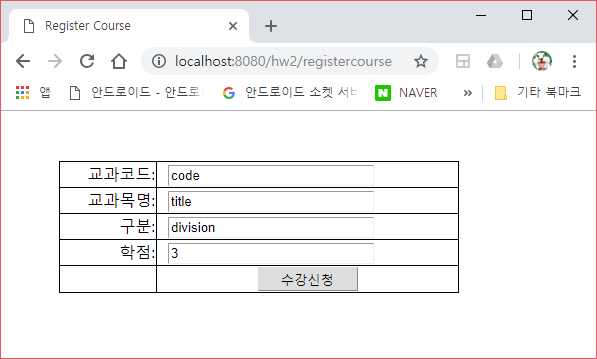 Register Course
localhost:8080/hw2/registercourse
앱 안드로이드 - 안드로 안드로이드 소켓 서버 N NAVER » 기타 북마크
교과코드: code
교과목명: title
구분: division
학점: 3
수강신청